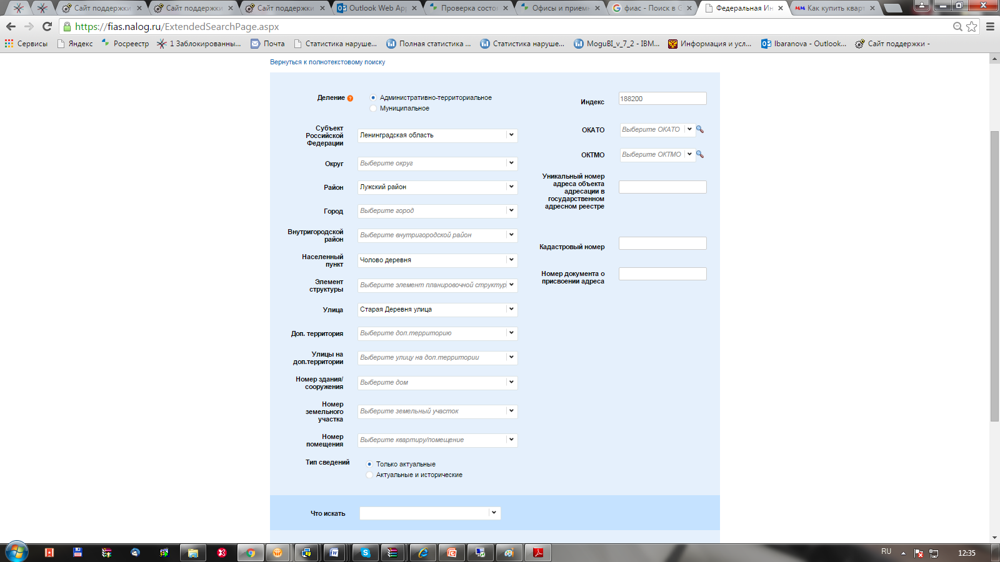 Сайт поддержки
Сайт поддержки
Сайт поддержки
Outlook Web App
Проверка состо
Офисы и приемн
фиас - Поиск в G
Федеральная Ин
Как купить кварт
https://fias.nalog.ru/ExtendedSearchPage.aspx
Сервисы
Яндекс
Росреестр
1 Заблокированны...
Почта
Статистика наруше...
Полная статистика ...
Статистика наруше...
MoguBI_v_7_2 - IBM...
Информация и усл...
lbaranova - Outlook...
Сайт поддержки -
Вернуться к полнотекстовому поиску
Деление
Административно-территориальное
Муниципальное
Субъект
Российской
Федерации
Ленинградская область
Округ
Выберите округ
Район
Лужский район
Город
Выберите город
Внутригородской
район
Выберите внутригородской район
Населенный
пункт
Чолово деревня
Элемент
структуры
Выберите элемент планировочной структур
Улица
Старая Деревня улица
Доп. территория
Выберите доп.территорию
Улицы на
доп.территории
Выберите улицу на доп.территории
Номер здания/
сооружения
Выберите дом
Номер
земельного
участка
Выберите земельный участок
Номер
помещения
Выберите квартиру/помещение
Тип сведений
Только актуальные
Актуальные и исторические
Индекс
188200
ОКАТО
Выберите ОКАТО
ОКТМО
Выберите ОКТМО
Уникальный номер
адреса объекта
адресации в
государственном
адресном реестре
Кадастровый номер
Номер документа о
присвоении адреса
Что искать
RU
12:35